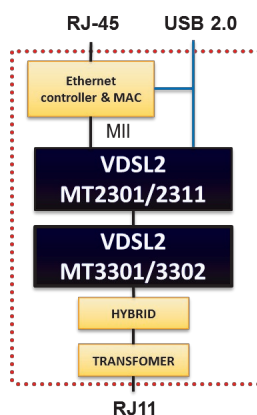 RJ-45 USB 2.0
Ethernet
controller & MAC
MII
VDSL2
MT2301/2311
VDSL2
MT3301/3302
HYBRID
TRANSFOMER
RJ11